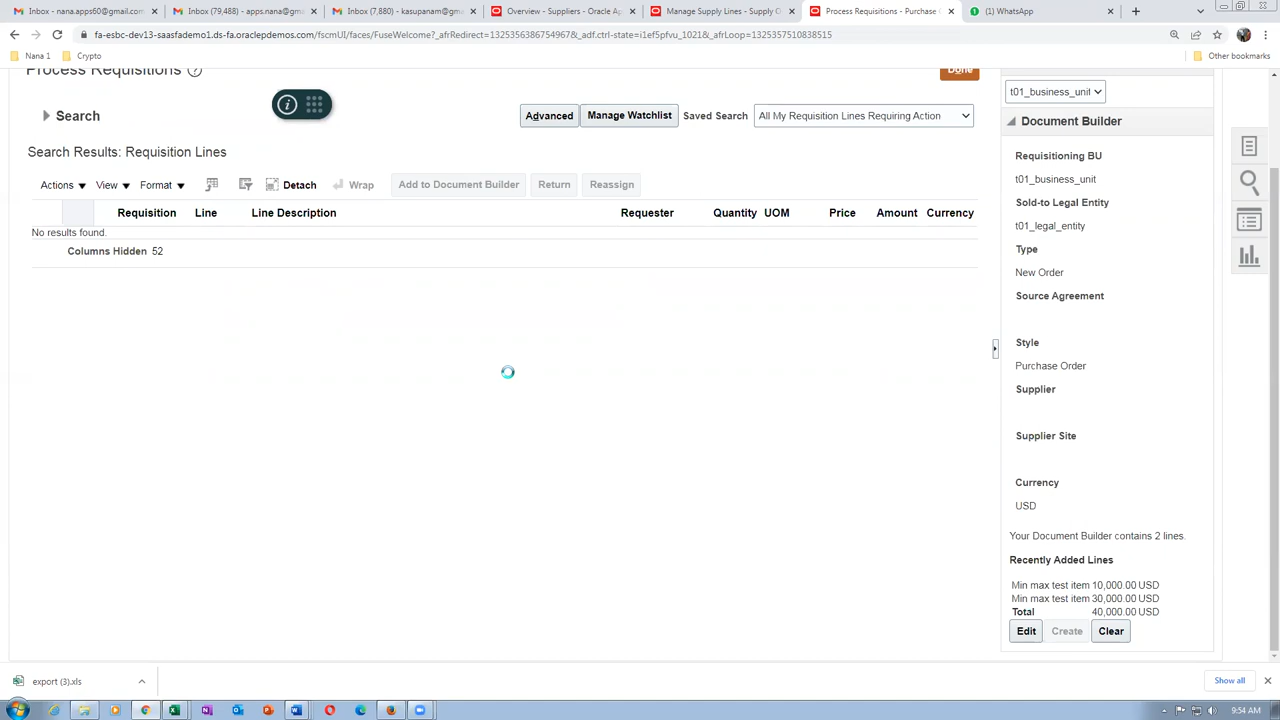 Inbox - nana.apps60@gmail.com
Inbox (79,488) - apps.nana@gma
Inbox (7,880) - kasupanam@gma
Overview - Suppliers - Oracle Ap
Manage Supply Lines - Supply O
Process Requisitions - Purchase
(1) WhatsApp
fa-esbc-dev13-saasfademo1.ds-fa.oraclepdemos.com/fscmUI/faces/FuseWelcome?_afrRedirect=1325356386754967&_adf.ctrl-state=i1ef5pfvu_1021&_afrLoop=1325357510838515
Nana 1
Crypto
Other bookmarks
Process Requisitions
Done
Search
Advanced
Manage Watchlist
Saved Search
All My Requisition Lines Requiring Action
Search Results: Requisition Lines
Actions
View
Format
Detach
Wrap
Add to Document Builder
Return
Reassign
Requisition
Line
Line Description
Requester
Quantity
UOM
Price
Amount
Currency
No results found.
Columns Hidden 52
t01_business_unit
Document Builder
Requisitioning BU
t01_business_unit
Sold-to Legal Entity
t01_legal_entity
Type
New Order
Source Agreement
Style
Purchase Order
Supplier
Supplier Site
Currency
USD
Your Document Builder contains 2 lines.
Recently Added Lines
Min max test item 10,000.00 USD
Min max test item 30,000.00 USD
Total 40,000.00 USD
Edit
Create
Clear
export (3).xls
Show all
9:54 AM